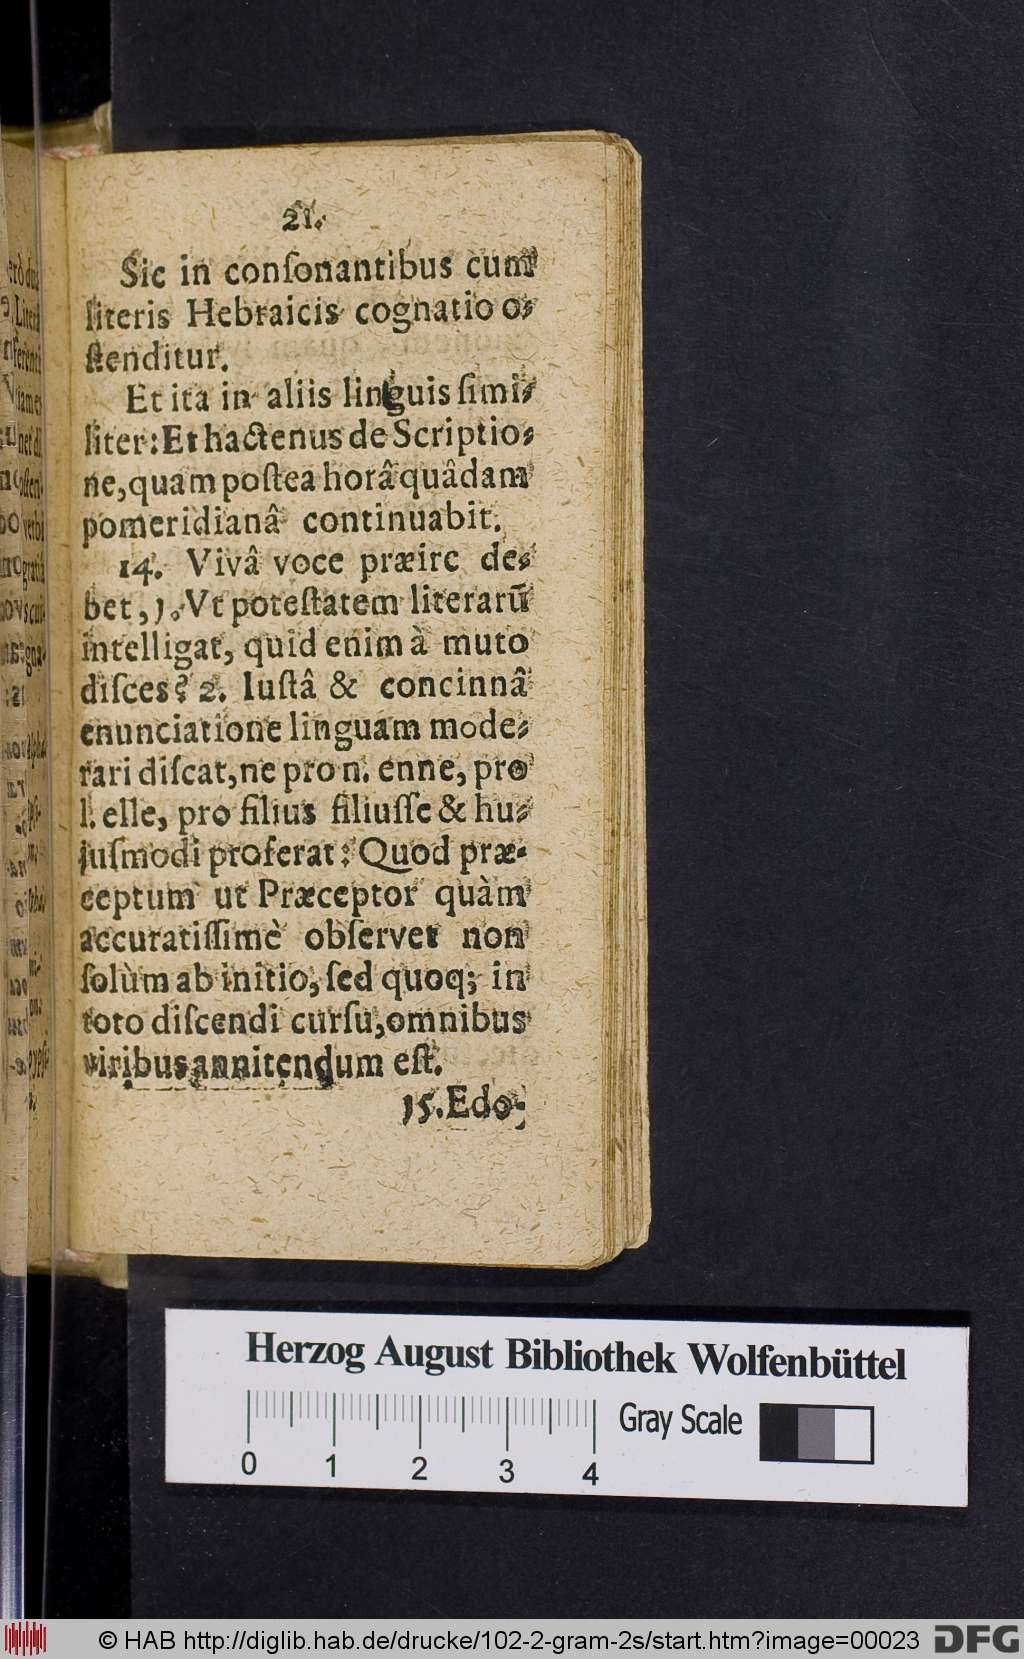 21.
Sic in conſonantibus cum
literis Hebraicis cognatio o-
ſtenditur.
Et ita in aliis linguis ſimi-
liter: Et hactenus de Scriptio-
ne, quam poſtea horâ quâdam
pomeridianâ continuabit.
14. Vivâ voce præire de-
bet, 1. Vt poteſtatem literarũ
intelligat, quid enim à muto
diſces? 2. Iuſtâ & concinnâ
enunciatione linguam mode-
rari diſcat, ne pro n. enne, pro
l. elle, pro filius filiuſſe & hu-
juſmodi proferat: Quod præ-
ceptum ut Præceptor quàm
accuratiſſimè obſervet non
ſolùm ab initio, ſed quoq; in
toto diſcendi curſu, omnibus
viribus annitendum eſt.
15. Edo-
Herzog August Bibliothek Wolfenbüttel
Gray Scale
0 1 2 3 4
© HAB http://diglib.hab.de/drucke/102-2-gram-2s/start.htm?image=00023
DFG